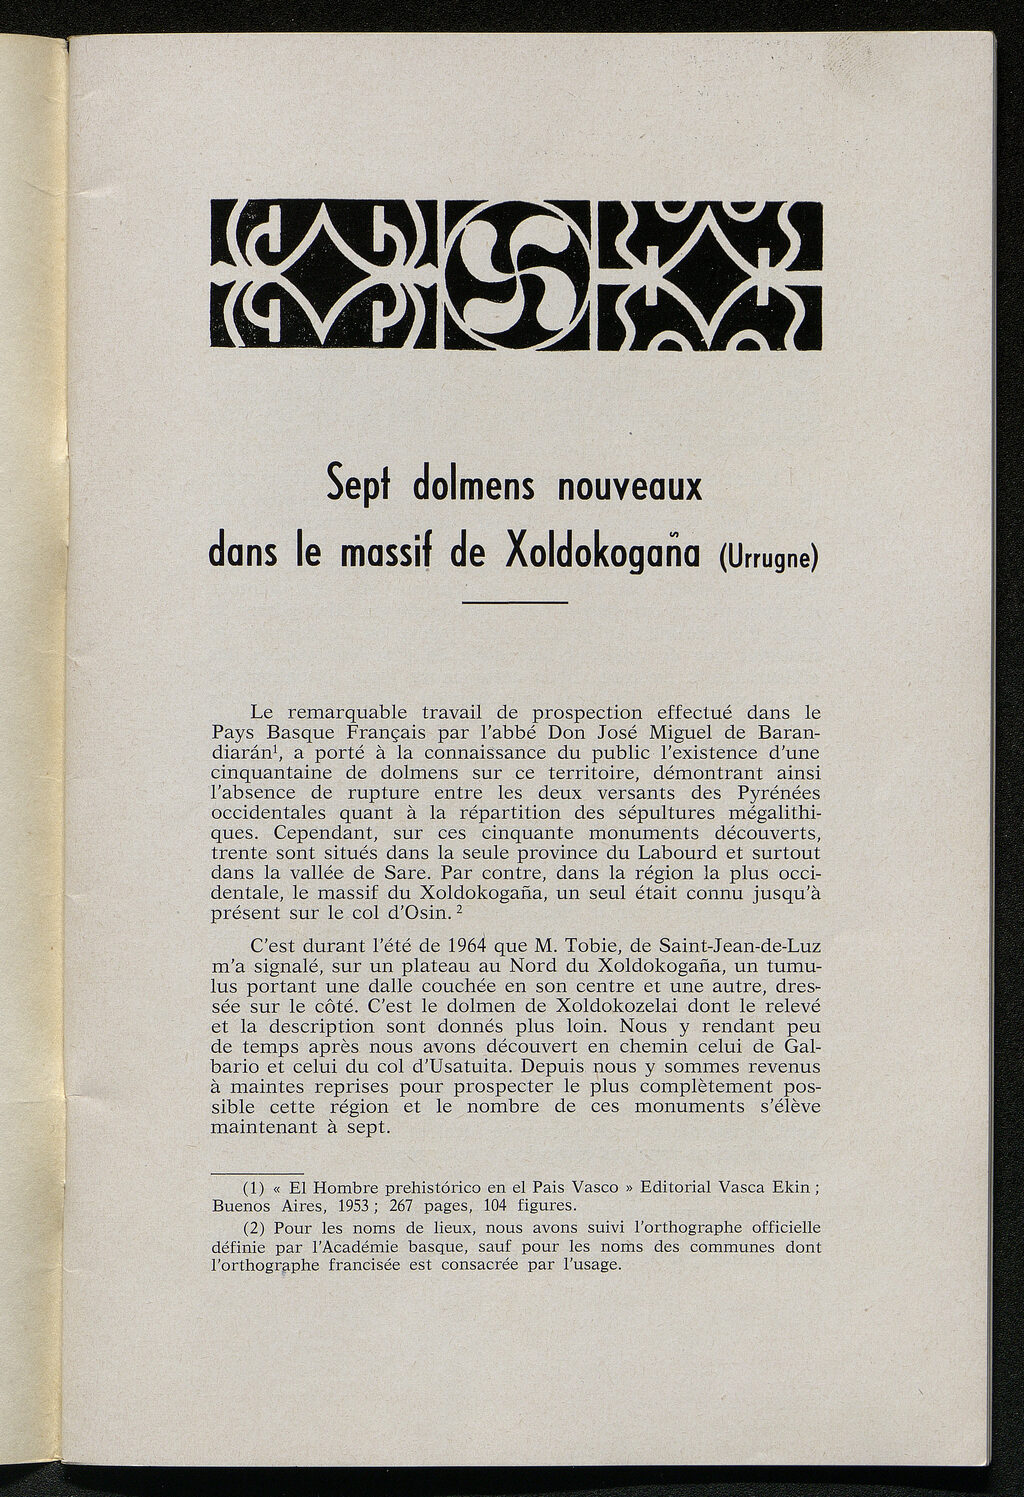 Sept dolmens nouveaux
dans le massif de Xoldokogaña (Urrugne)
Le remarquable travail de prospection effectué dans le
Pays Basque Français par l'abbé Don José Miguel de Baran-
diarán¹, a porté à la connaissance du public l'existence d'une
cinquantaine de dolmens sur ce territoire, démontrant ainsi
l'absence de rupture entre les deux versants des Pyrénées
occidentales quant à la répartition des sépultures mégalithi-
ques. Cependant, sur ces cinquante monuments découverts,
trente sont situés dans la seule province du Labourd et surtout
dans la vallée de Sare. Par contre, dans la région la plus occi-
dentale, le massif du Xoldokogaña, un seul était connu jusqu'à
présent sur le col d'Osin. ²
C'est durant l'été de 1964 que M. Tobie, de Saint-Jean-de-Luz
m'a signalé, sur un plateau au Nord du Xoldokogaña, un tumu-
lus portant une dalle couchée en son centre et une autre, dres-
sée sur le côté. C'est le dolmen de Xoldokozelai dont le relevé
et la description sont donnés plus loin. Nous y rendant peu
de temps après nous avons découvert en chemin celui de Gal-
bario et celui du col d'Usatuita. Depuis nous y sommes revenus
à maintes reprises pour prospecter le plus complètement pos-
sible cette région et le nombre de ces monuments s'élève
maintenant à sept.
(1) « El Hombre prehistórico en el Pais Vasco » Editorial Vasca Ekin ;
Buenos Aires, 1953 ; 267 pages, 104 figures.
(2) Pour les noms de lieux, nous avons suivi l'orthographe officielle
définie par l'Académie basque, sauf pour les noms des communes dont
l'orthographe francisée est consacrée par l'usage.